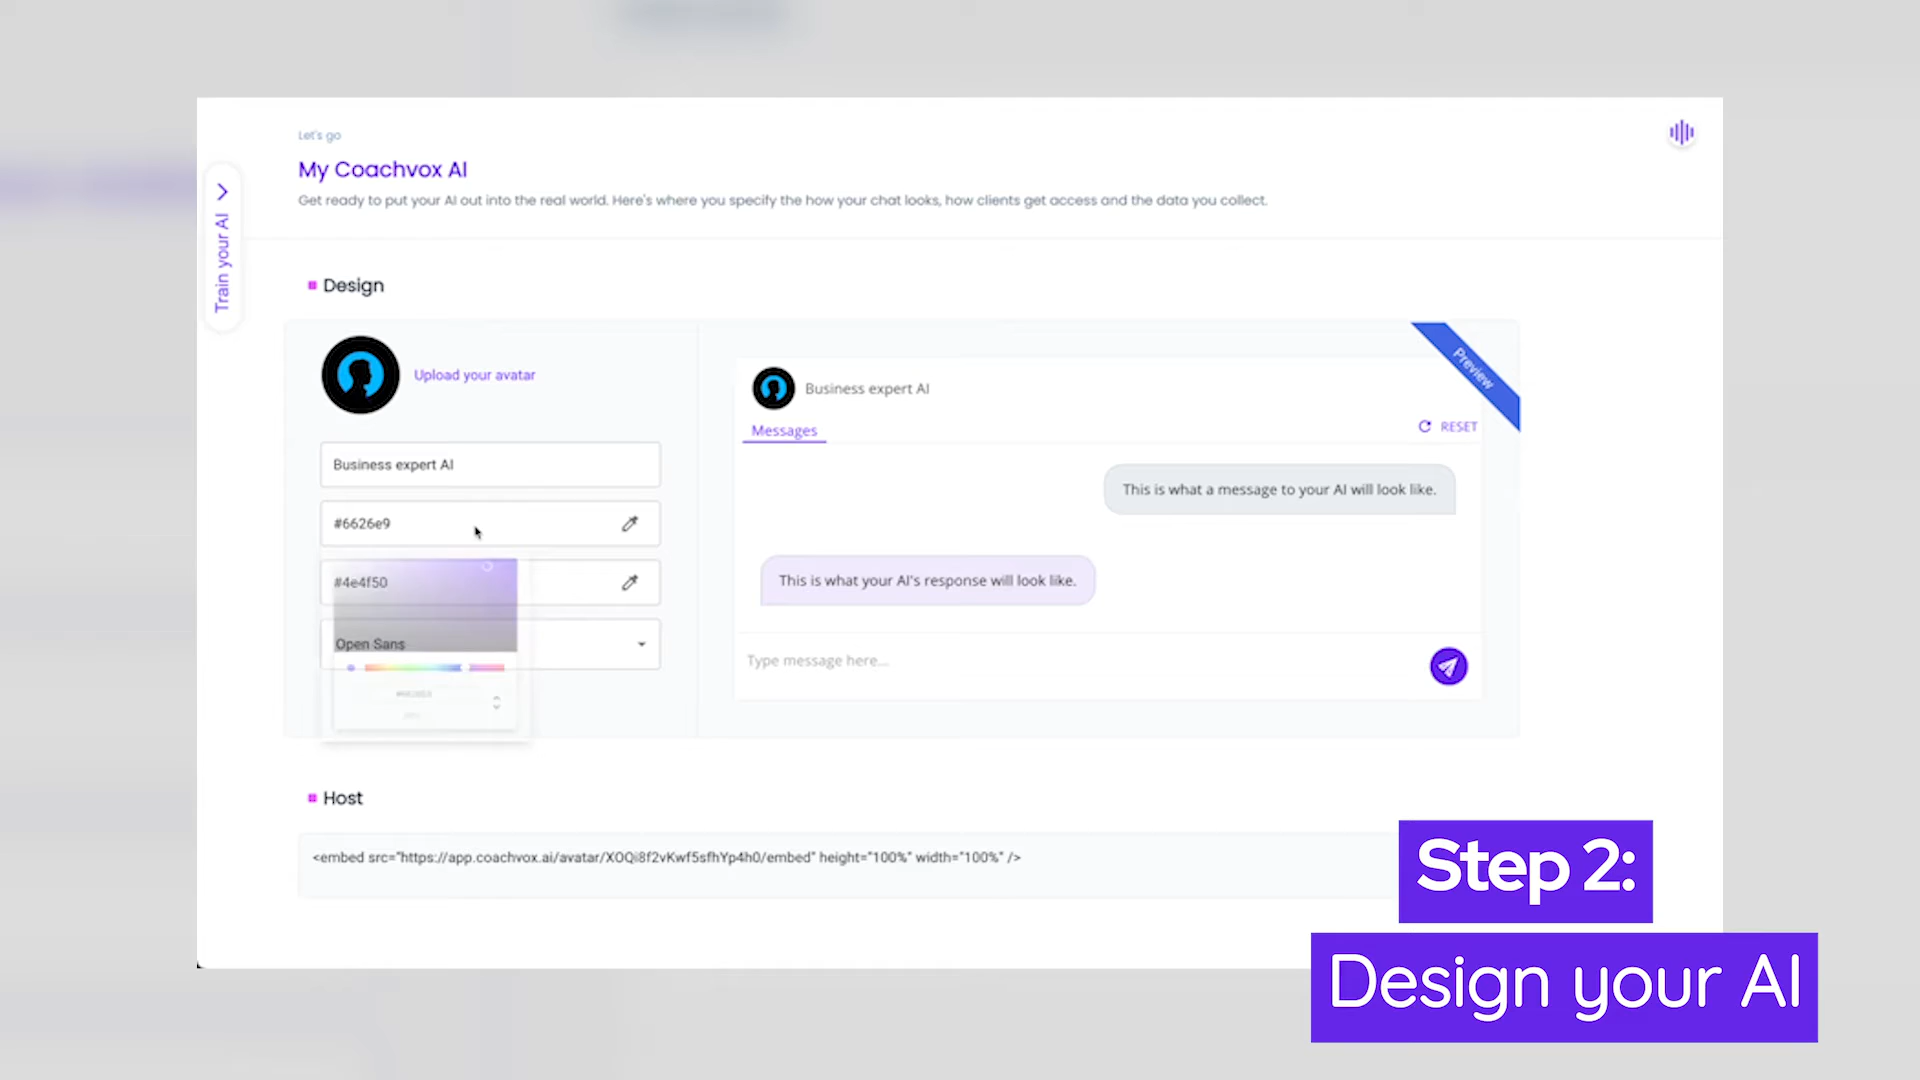 Let's go
My Coachvox AI
Get ready to put your AI out into the real world. Here's where you specify the how your chat looks, how clients get access and the data you collect.
Train your AI
Design
Upload your avatar
Business expert AI
#6626e9
#4e4f50
Open Sans
Preview
Business expert AI
Messages
RESET
This is what a message to your AI will look like.
This is what your AI's response will look like.
Type message here...
Host
<embed src="https://app.coachvox.ai/avatar/XOQi8f2vKwf5sfhYp4h0/embed" height="100%" width="100%" />
Step 2:
Design your AI